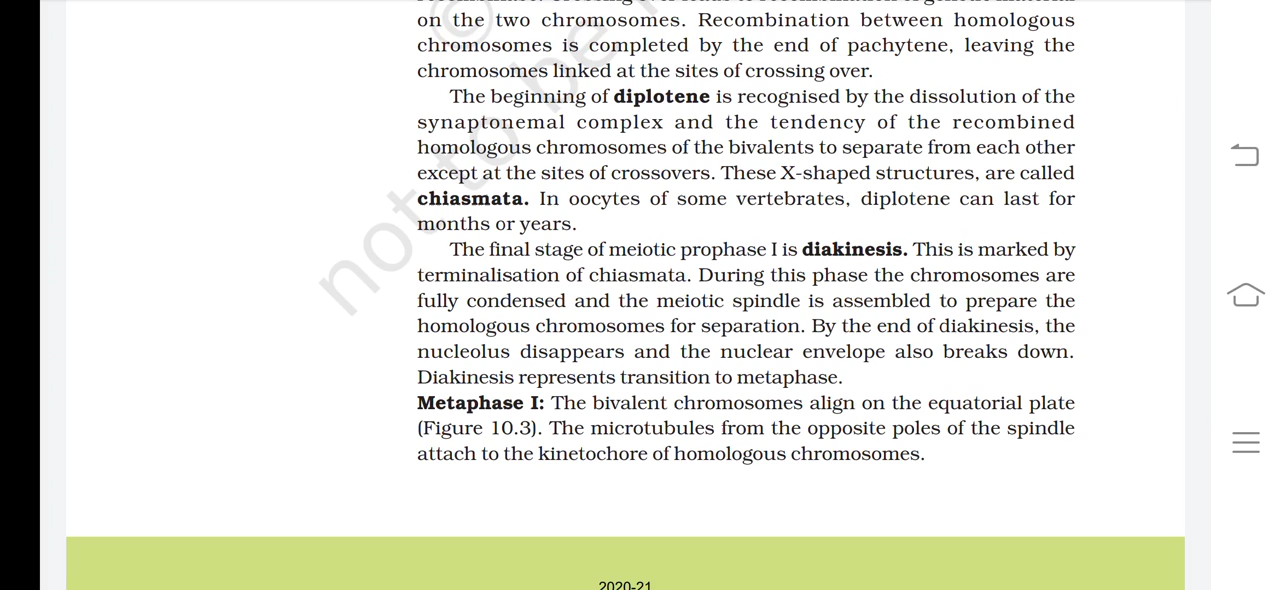 on the two chromosomes. Recombination between homologous
chromosomes is completed by the end of pachytene, leaving the
chromosomes linked at the sites of crossing over.
The beginning of diplotene is recognised by the dissolution of the
synaptonemal complex and the tendency of the recombined
homologous chromosomes of the bivalents to separate from each other
except at the sites of crossovers. These X-shaped structures, are called
chiasmata. In oocytes of some vertebrates, diplotene can last for
months or years.
The final stage of meiotic prophase I is diakinesis. This is marked by
terminalisation of chiasmata. During this phase the chromosomes are
fully condensed and the meiotic spindle is assembled to prepare the
homologous chromosomes for separation. By the end of diakinesis, the
nucleolus disappears and the nuclear envelope also breaks down.
Diakinesis represents transition to metaphase.
Metaphase I: The bivalent chromosomes align on the equatorial plate
(Figure 10.3). The microtubules from the opposite poles of the spindle
attach to the kinetochore of homologous chromosomes.
©
not to be
2020-21